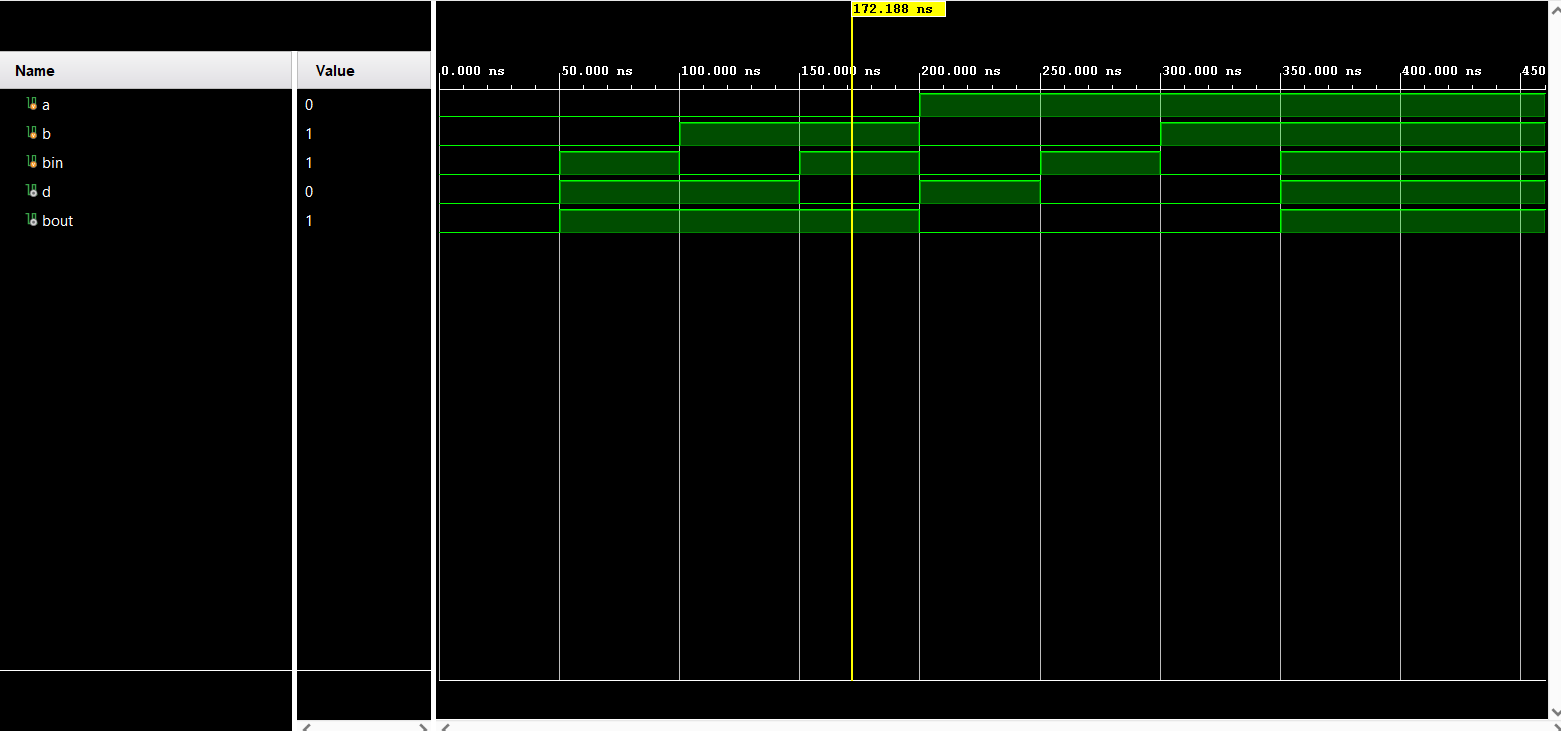 172.188 ns
Name Value
0.000 ns 50.000 ns 100.000 ns 150.000 ns 200.000 ns 250.000 ns 300.000 ns 350.000 ns 400.000 ns 450
a 0
b 1
bin 1
d 0
bout 1